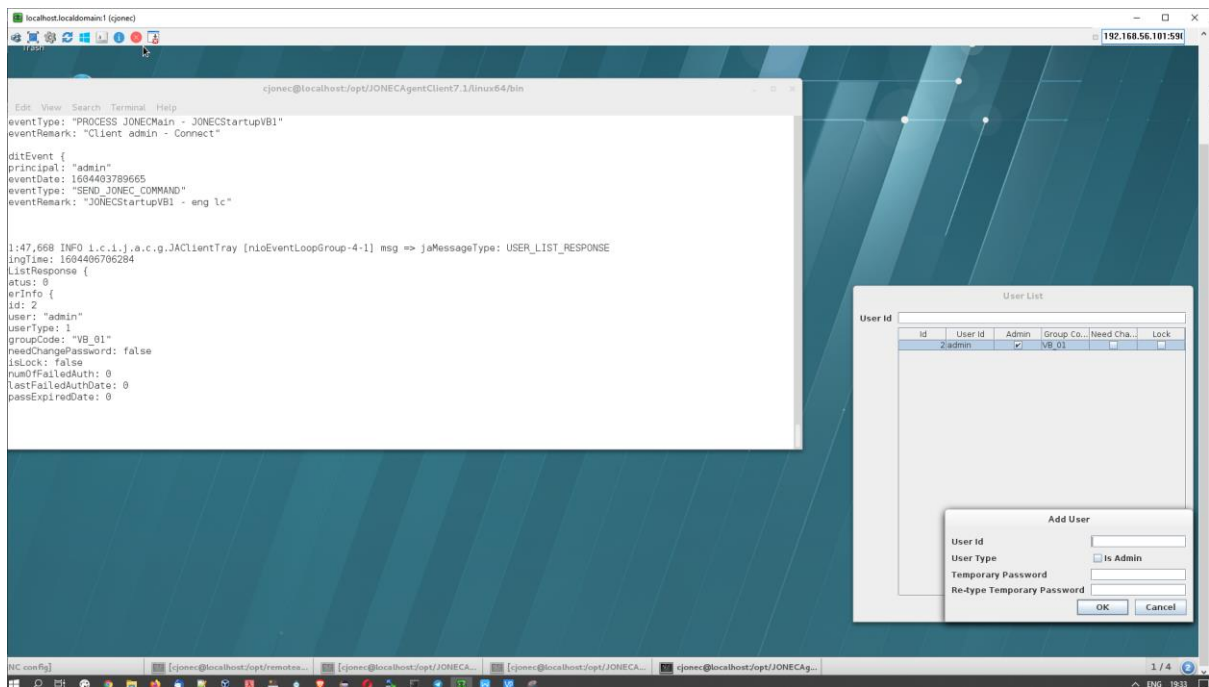 localhost.localdomain:1 (cjonec)
192.168.56.101:590
Trash
cjonec@localhost:/opt/JONECAgentClient7.1/linux64/bin
Edit View Search Terminal Help
eventType: "PROCESS JONECMain - JONECStartupVB1"
eventRemark: "Client admin - Connect"
ditEvent {
principal: "admin"
eventDate: 1604403789665
eventType: "SEND_JONEC_COMMAND"
eventRemark: "JONECStartupVB1 - eng lc"
1:47,668 INFO i.c.i.j.a.c.g.JAClientTray [nioEventLoopGroup-4-1] msg => jaMessageType: USER_LIST_RESPONSE
ingTime: 1604406706284
ListResponse {
atus: 0
erInfo {
id: 2
user: "admin"
userType: 1
groupCode: "VB_01"
needChangePassword: false
isLock: false
numOfFailedAuth: 0
lastFailedAuthDate: 0
passExpiredDate: 0
User List
User Id
Id User Id Admin Group Co... Need Cha... Lock
2 admin VB_01
Add User
User Id
User Type Is Admin
Temporary Password
Re-type Temporary Password
OK Cancel
NC config] [cjonec@localhost:/opt/remotea... [cjonec@localhost:/opt/JONECA... [cjonec@localhost:/opt/JONECA... cjonec@localhost:/opt/JONECAg... 1 / 4 2
ENG 19:33